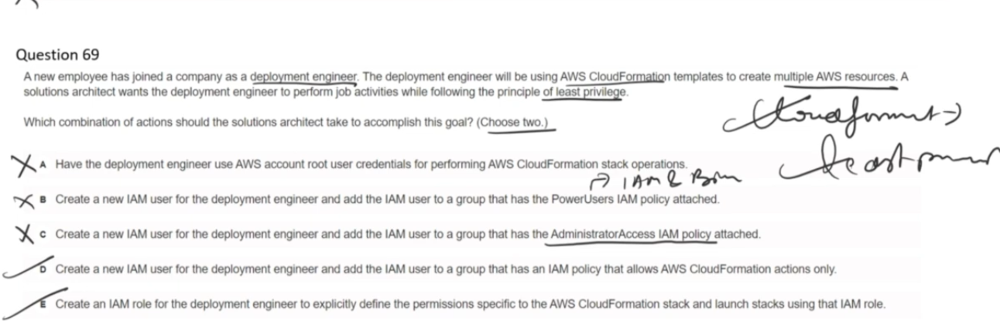 Question 69
A new employee has joined a company as a deployment engineer. The deployment engineer will be using AWS CloudFormation templates to create multiple AWS resources. A
solutions architect wants the deployment engineer to perform job activities while following the principle of least privilege.
Which combination of actions should the solutions architect take to accomplish this goal? (Choose two.)
A Have the deployment engineer use AWS account root user credentials for performing AWS CloudFormation stack operations.
→ IAM &
B Create a new IAM user for the deployment engineer and add the IAM user to a group that has the PowerUsers IAM policy attached.
C Create a new IAM user for the deployment engineer and add the IAM user to a group that has the AdministratorAccess IAM policy attached.
D Create a new IAM user for the deployment engineer and add the IAM user to a group that has an IAM policy that allows AWS CloudFormation actions only.
E Create an IAM role for the deployment engineer to explicitly define the permissions specific to the AWS CloudFormation stack and launch stacks using that IAM role.